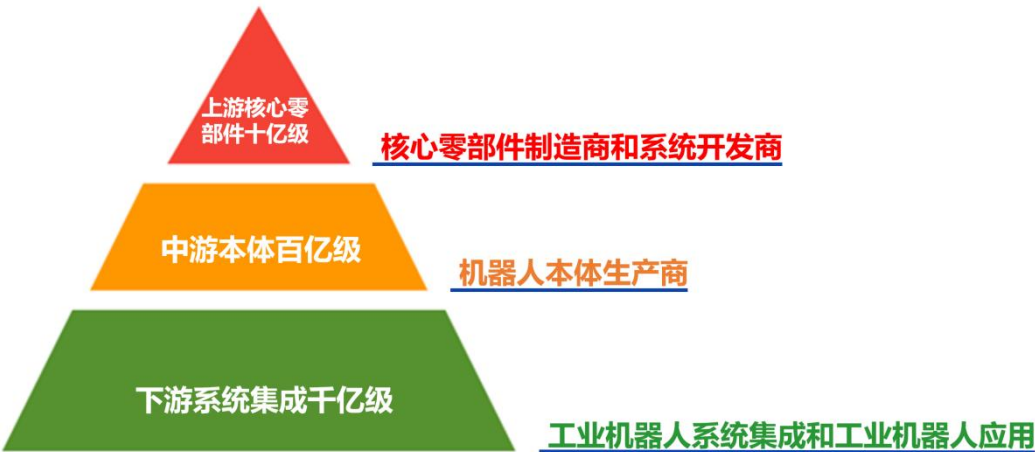 上游核心零
部件十亿级
核心零部件制造商和系统开发商
中游本体百亿级
机器人本体生产商
下游系统集成千亿级
工业机器人系统集成和工业机器人应用